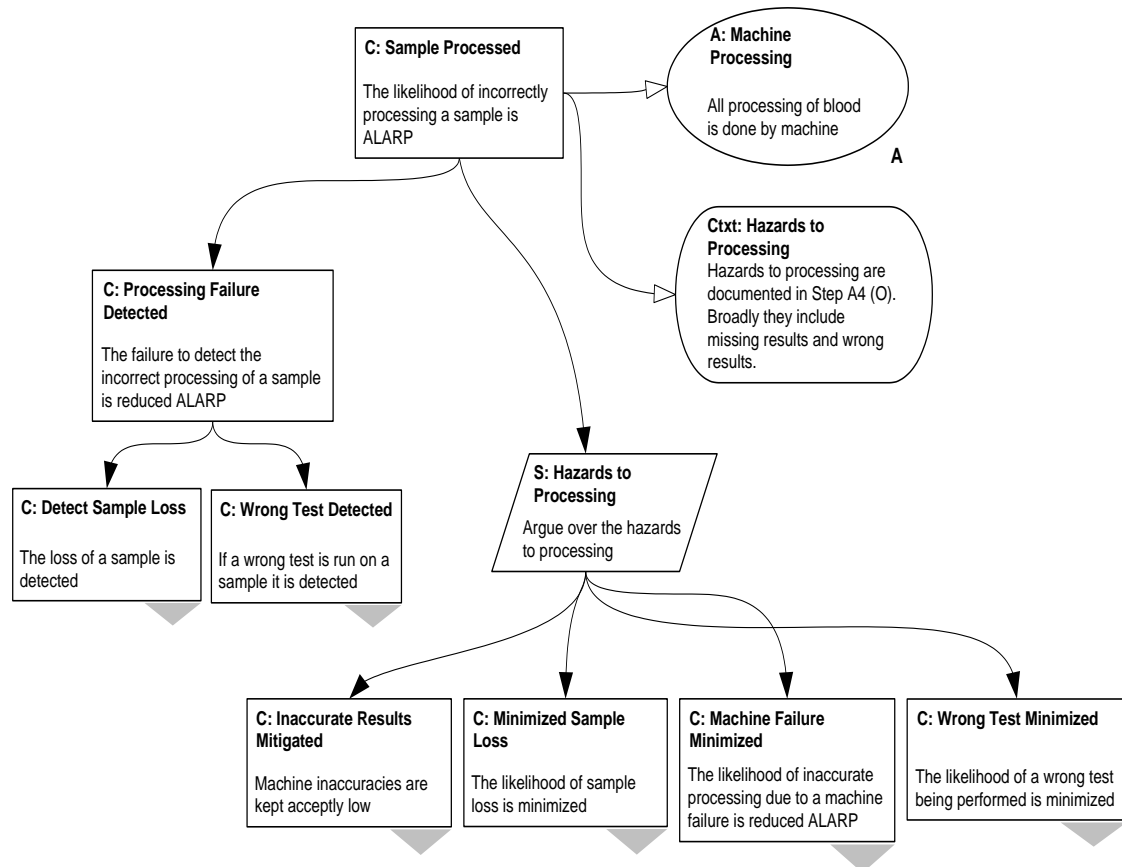 C: Sample Processed
The likelihood of incorrectly
processing a sample is
ALARP
A: Machine
Processing
All processing of blood
is done by machine
A
Ctxt: Hazards to
Processing
Hazards to processing are
documented in Step A4 (O).
Broadly they include
missing results and wrong
results.
C: Processing Failure
Detected
The failure to detect the
incorrect processing of a sample
is reduced ALARP
S: Hazards to
Processing
Argue over the hazards
to processing
C: Detect Sample Loss
The loss of a sample is
detected
C: Wrong Test Detected
If a wrong test is run on a
sample it is detected
C: Inaccurate Results
Mitigated
Machine inaccuracies are
kept acceptly low
C: Minimized Sample
Loss
The likelihood of sample
loss is minimized
C: Machine Failure
Minimized
The likelihood of inaccurate
processing due to a machine
failure is reduced ALARP
C: Wrong Test Minimized
The likelihood of a wrong test
being performed is minimized